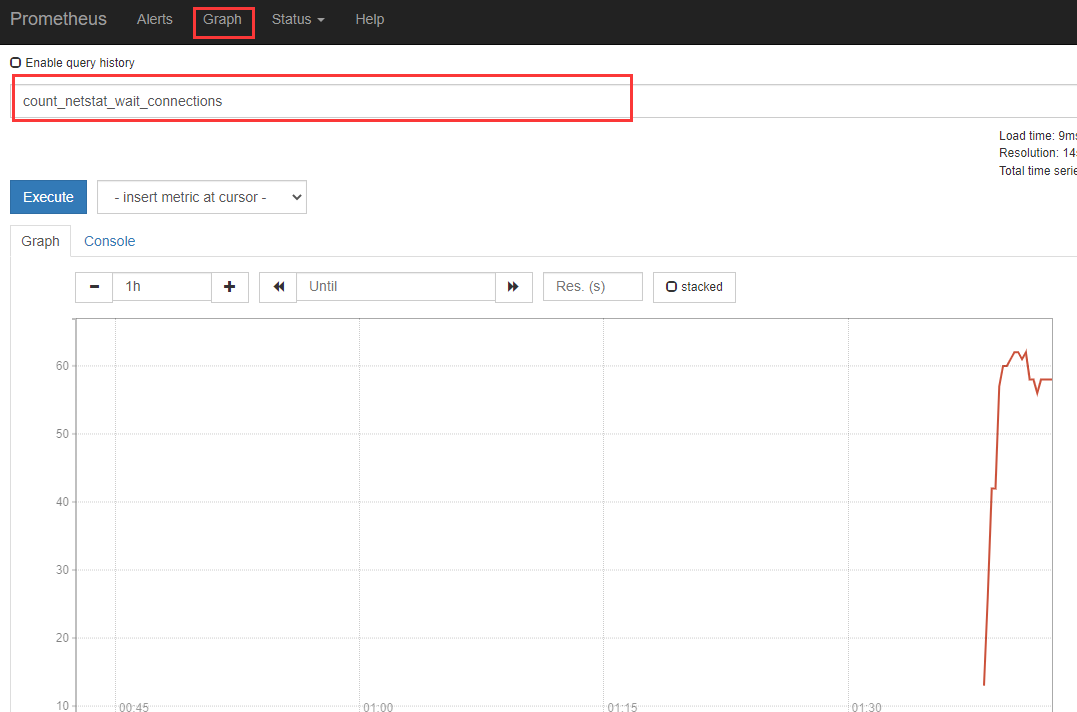 Prometheus Alerts Graph Status Help
Enable query history
count_netstat_wait_connections
Load time: 9ms
Resolution: 14
Total time serie
Execute - insert metric at cursor -
Graph Console
1h Until Res. (s) stacked
60
50
40
30
20
10
00:45 01:00 01:15 01:30